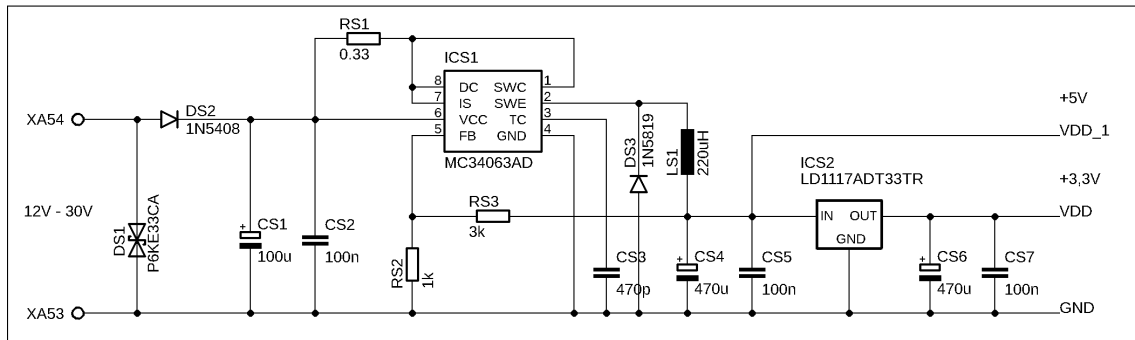 RS1
0.33
ICS1
8 DC SWC 1
7 IS SWE 2
6 VCC TC 3
5 FB GND 4
MC34063AD
XA54
DS2
1N5408
12V - 30V
DS1
P6KE33CA
+
CS1
100u
CS2
100n
RS3
3k
RS2
1k
CS3
470p
DS3
1N5819
LS1
220uH
+
CS4
470u
CS5
100n
+5V
VDD_1
ICS2
LD1117ADT33TR
IN OUT
GND
+3,3V
VDD
+
CS6
470u
CS7
100n
XA53
GND